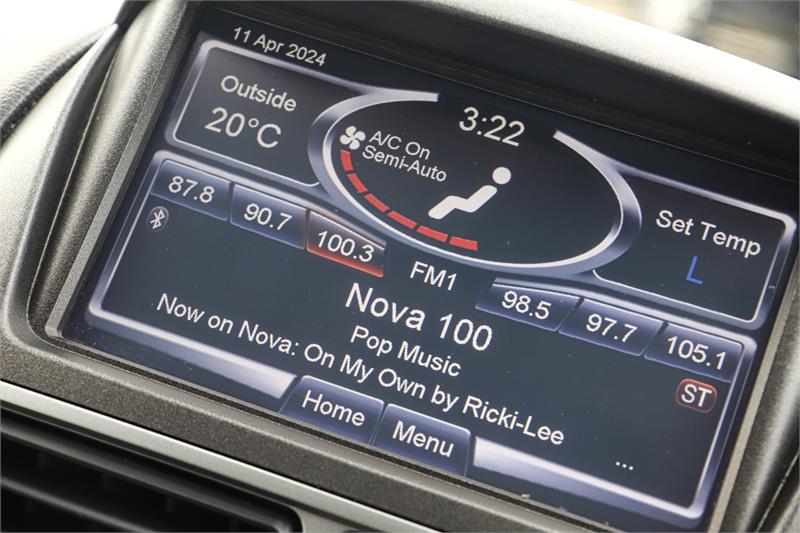 11 Apr 2024
Outside
20°C
3:22
A/C On
Semi-Auto
Set Temp
L
87.8
90.7
100.3
FM1
98.5
97.7
105.1
Nova 100
Pop Music
Now on Nova: On My Own by Ricki-Lee
ST
...
Home
Menu